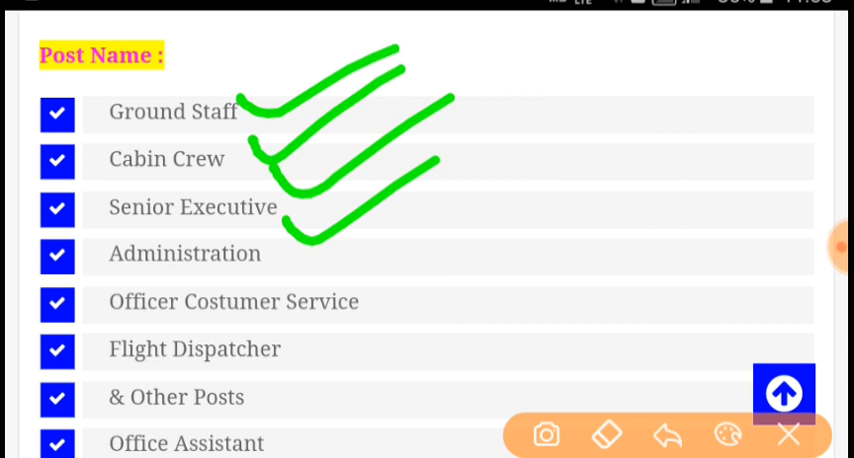 Post Name :
Ground Staff
Cabin Crew
Senior Executive
Administration
Officer Costumer Service
Flight Dispatcher
& Other Posts
Office Assistant